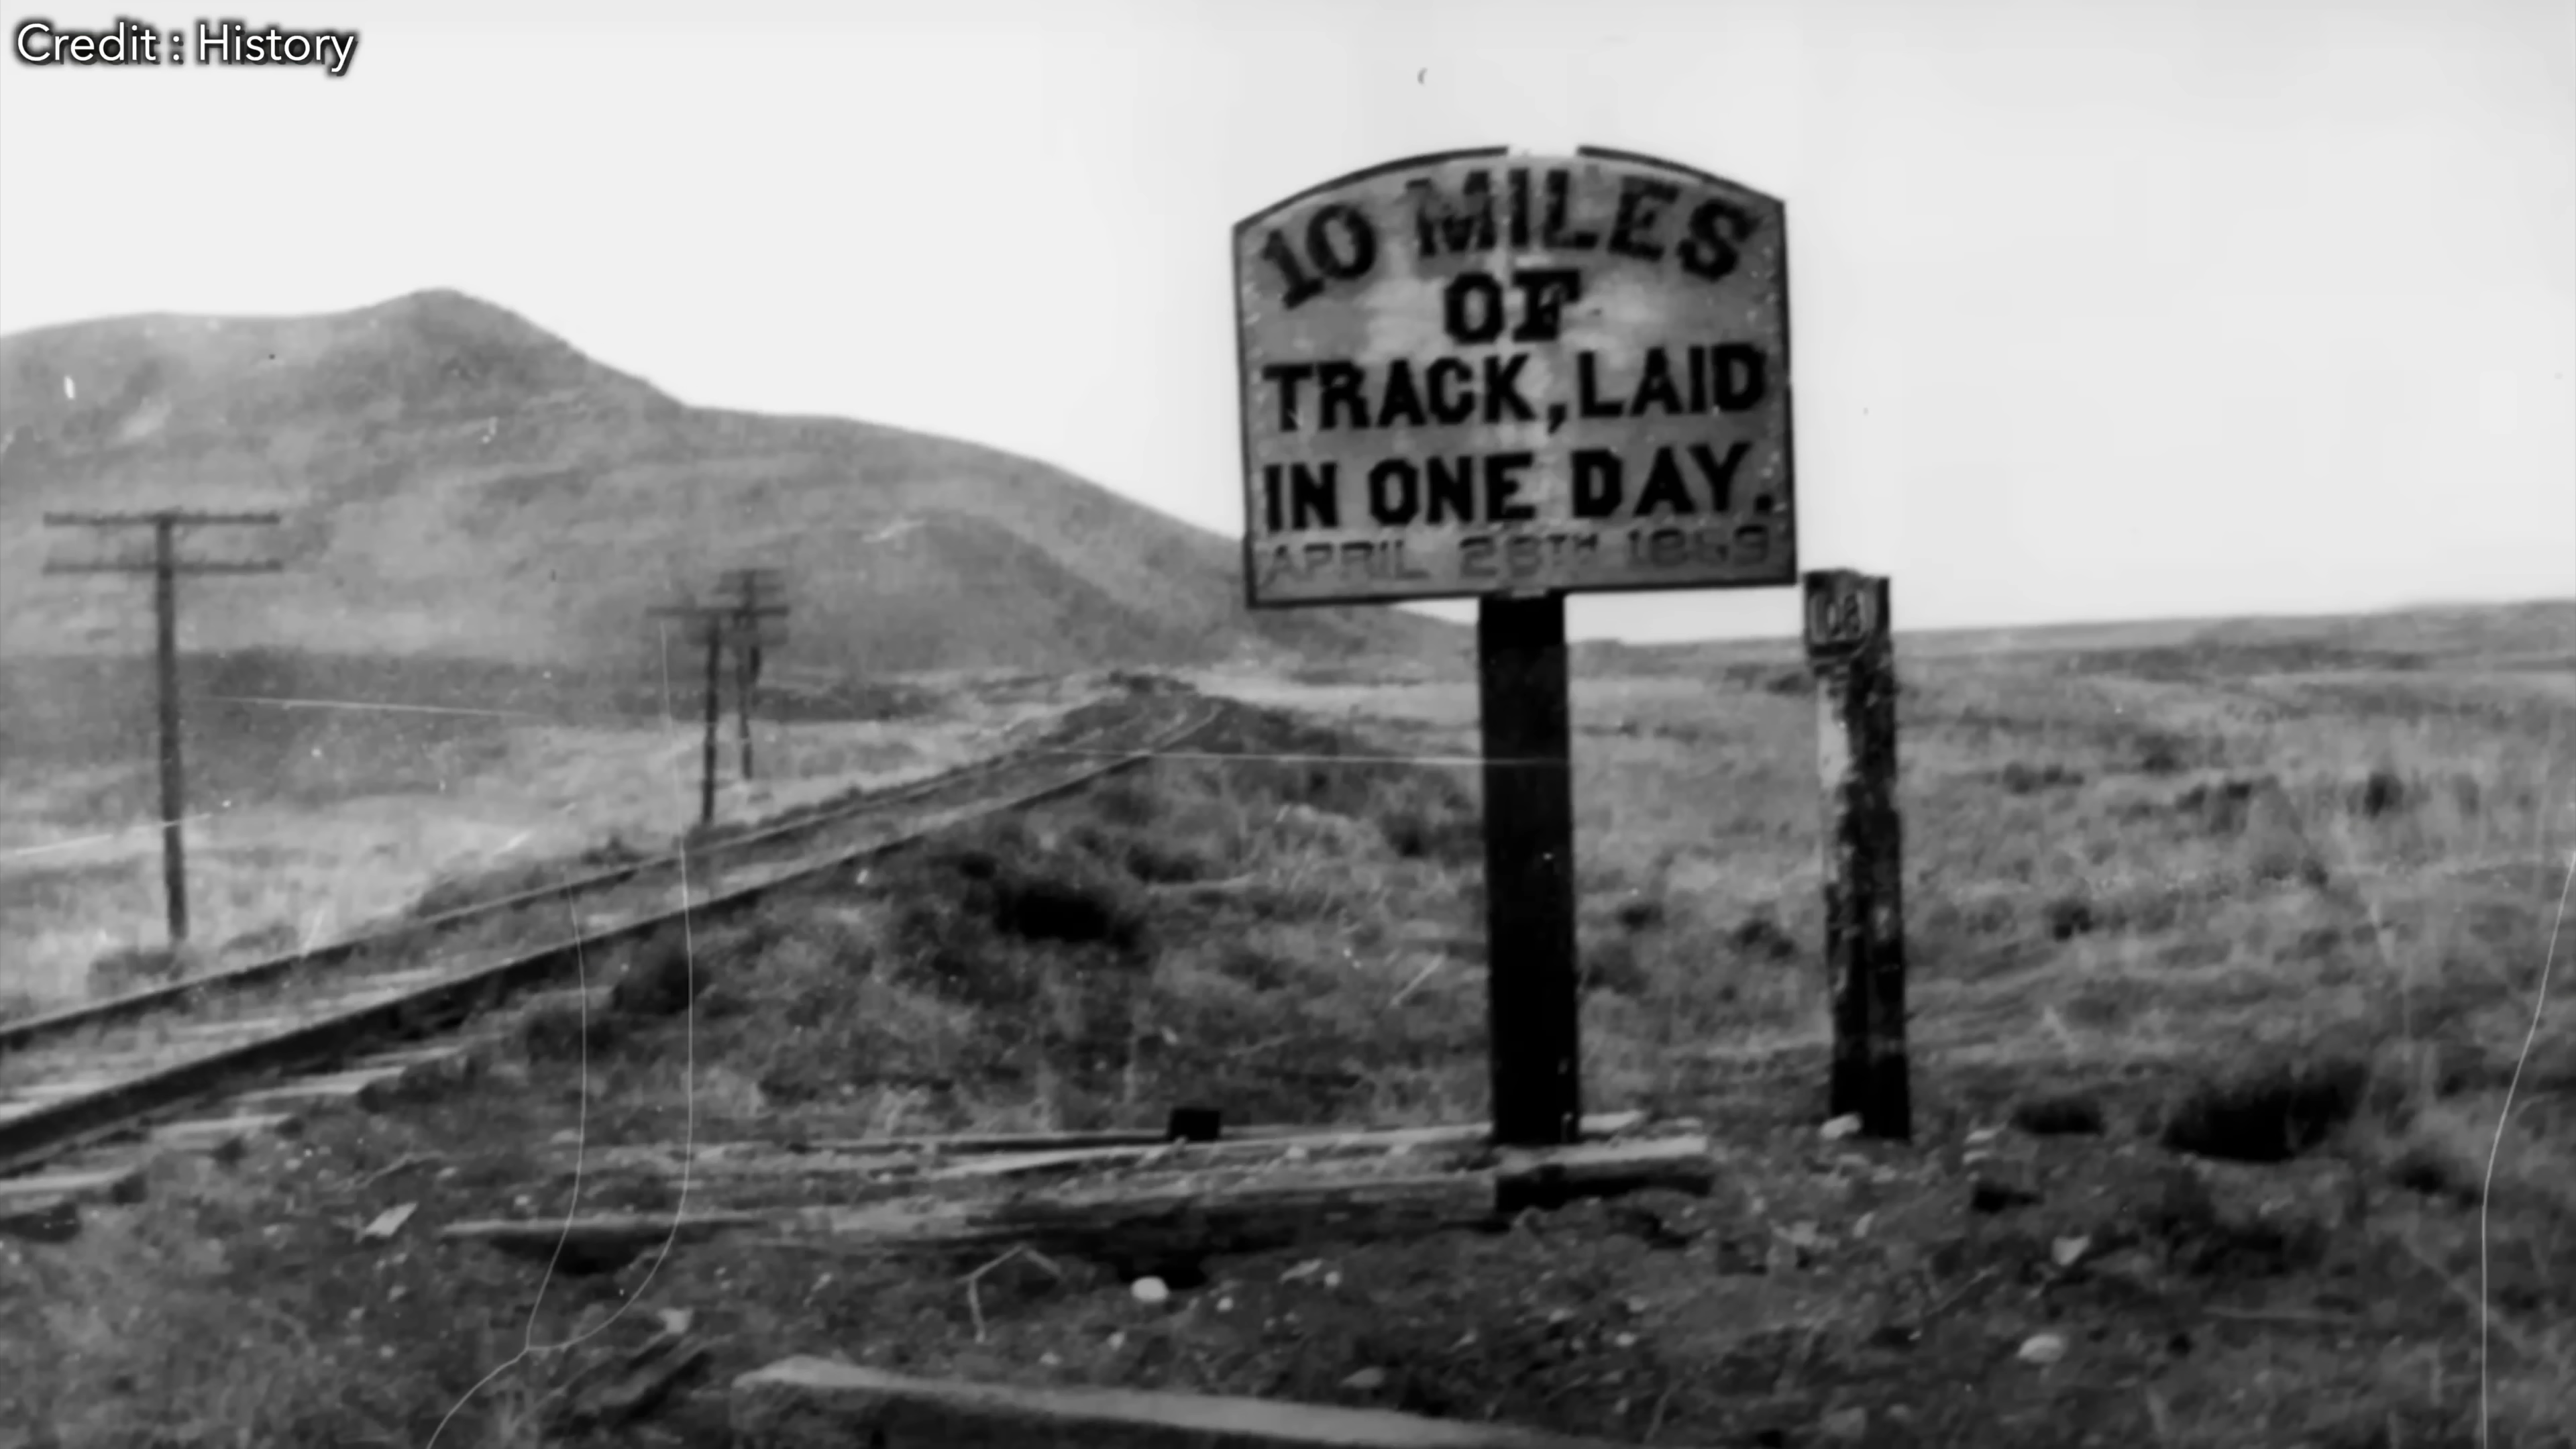 Credit : History
10 MILES
OF
TRACK, LAID
IN ONE DAY.
APRIL 28TH 1869